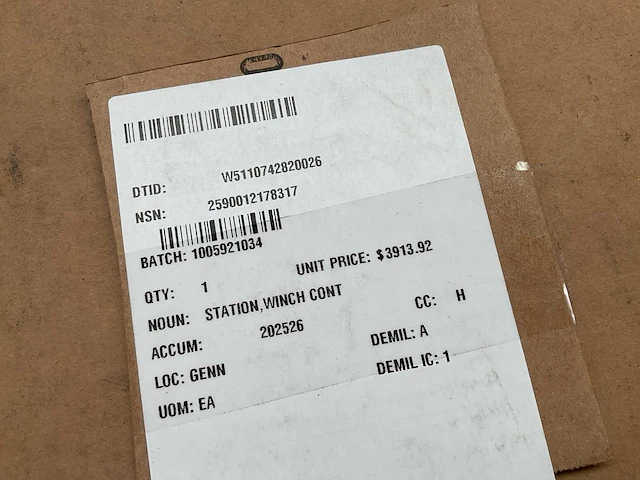 DTID: W5110742820026
NSN: 2590012178317
BATCH: 1005921034
QTY: 1 UNIT PRICE: $3913.92
NOUN: STATION,WINCH CONT
ACCUM: 202526 CC: H
LOC: GENN DEMIL: A
UOM: EA DEMIL IC: 1